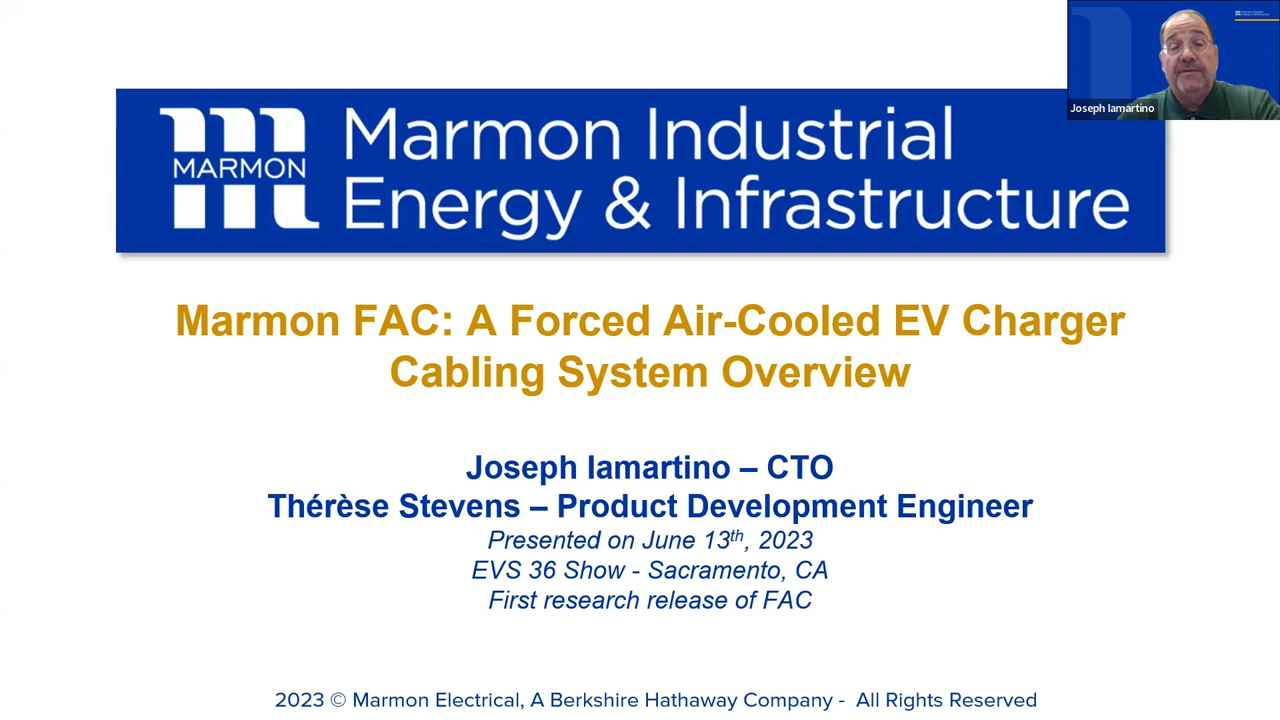 Joseph Iamartino
MARMON
Marmon Industrial
Energy & Infrastructure
Marmon FAC: A Forced Air-Cooled EV Charger
Cabling System Overview
Joseph Iamartino – CTO
Thérèse Stevens – Product Development Engineer
Presented on June 13th, 2023
EVS 36 Show - Sacramento, CA
First research release of FAC
2023 © Marmon Electrical, A Berkshire Hathaway Company - All Rights Reserved